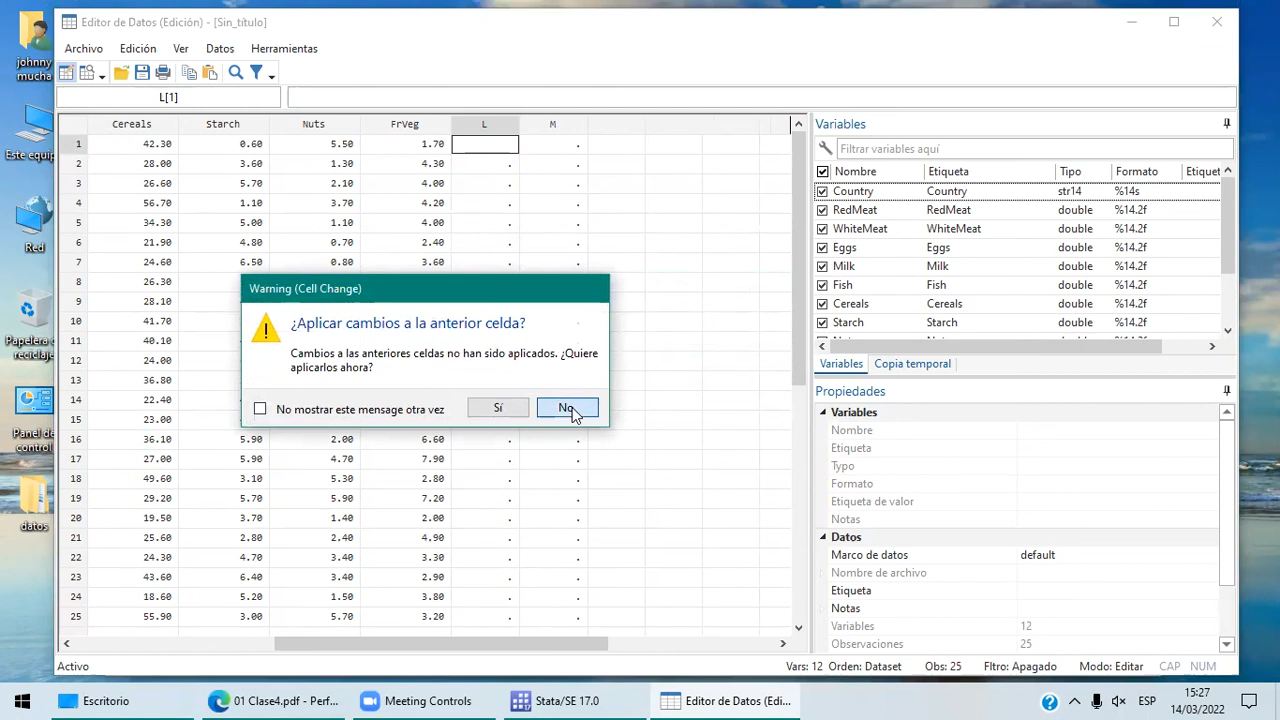 johnny mucha
Este equip
Red
Papelera d reciclaje
Panel de control
datos
Editor de Datos (Edición) - [Sin_título]
Archivo Edición Ver Datos Herramientas
L[1]
Cereals Starch Nuts FrVeg L M
1 42.30 0.60 5.50 1.70 .
2 28.00 3.60 1.30 4.30 . .
3 26.60 5.70 2.10 4.00 . .
4 56.70 1.10 3.70 4.20 . .
5 34.30 5.00 1.10 4.00 . .
6 21.90 4.80 0.70 2.40 . .
7 24.60 6.50 0.80 3.60 . .
8 26.30
9 28.10
10 41.70
11 40.10
12 24.00
13 36.80
14 22.40
15 23.00
16 36.10 5.90 2.00 6.60 . .
17 27.00 5.90 4.70 7.90 . .
18 49.60 3.10 5.30 2.80 . .
19 29.20 5.70 5.90 7.20 . .
20 19.50 3.70 1.40 2.00 . .
21 25.60 2.80 2.40 4.90 . .
22 24.30 4.70 3.40 3.30 . .
23 43.60 6.40 3.40 2.90 . .
24 18.60 5.20 1.50 3.80 . .
25 55.90 3.00 5.70 3.20 . .
Warning (Cell Change)
¿Aplicar cambios a la anterior celda?
Cambios a las anteriores celdas no han sido aplicados. ¿Quiere
aplicarlos ahora?
No mostrar este mensage otra vez Sí No
Variables
Filtrar variables aquí
Nombre Etiqueta Tipo Formato Etiquet
Country Country str14 %14s
RedMeat RedMeat double %14.2f
WhiteMeat WhiteMeat double %14.2f
Eggs Eggs double %14.2f
Milk Milk double %14.2f
Fish Fish double %14.2f
Cereals Cereals double %14.2f
Starch Starch double %14.2f
Variables Copia temporal
Propiedades
Variables
Nombre
Etiqueta
Typo
Formato
Etiqueta de valor
Notas
Datos
Marco de datos default
Nombre de archivo
Etiqueta
Notas
Variables 12
Observaciones 25
Activo Vars: 12 Orden: Dataset Obs: 25 Fltro: Apagado Modo: Editar CAP NUM
Escritorio 01 Clase4.pdf - Perf... Meeting Controls Stata/SE 17.0 Editor de Datos (Edi... ESP 15:27
14/03/2022